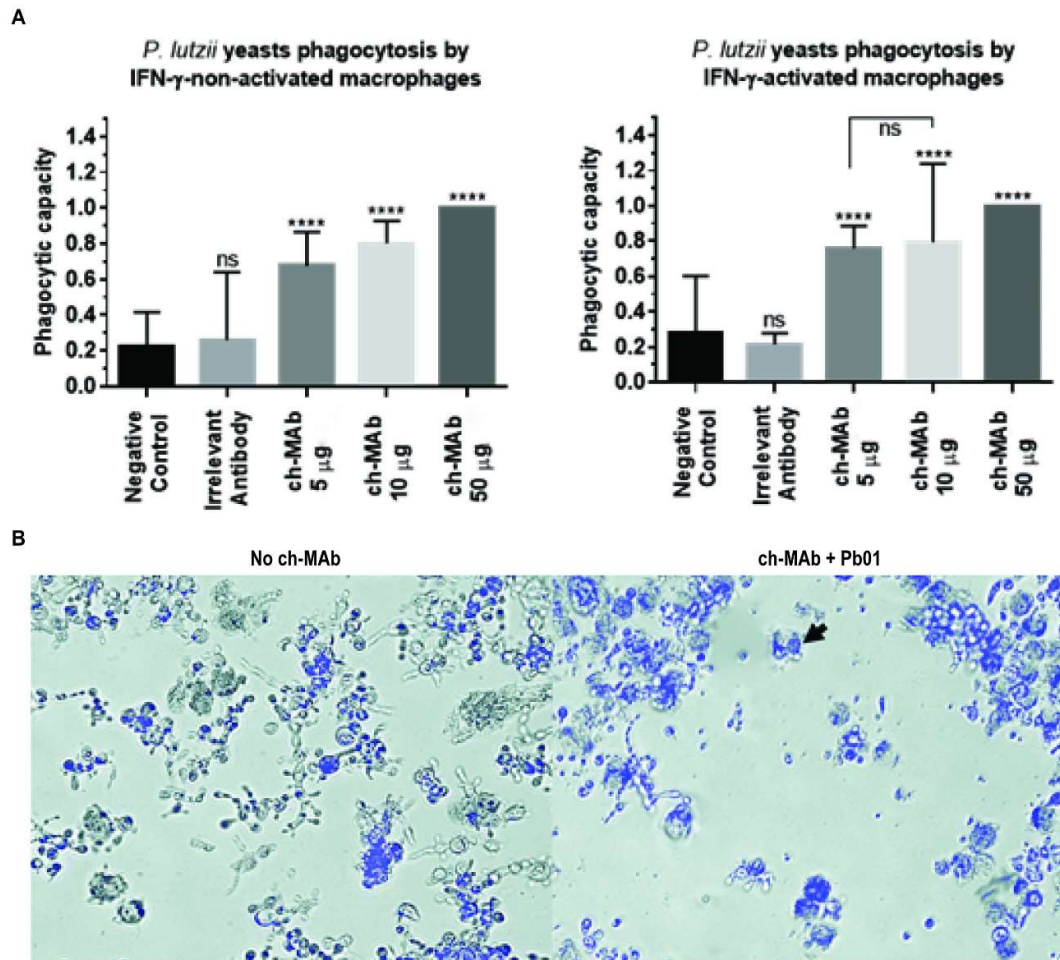 A
P. lutzii yeasts phagocytosis by
IFN-γ-non-activated macrophages
Phagocytic capacity
1.4
1.2
1.0
0.8
0.6
0.4
0.2
0.0
ns
****
****
****
Negative
Control
Irrelevant
Antibody
ch-MAb
5 µg
ch-MAb
10 µg
ch-MAb
50 µg
P. lutzii yeasts phagocytosis by
IFN-γ-activated macrophages
Phagocytic capacity
1.4
1.2
1.0
0.8
0.6
0.4
0.2
0.0
ns
ns
****
****
****
Negative
Control
Irrelevant
Antibody
ch-MAb
5 µg
ch-MAb
10 µg
ch-MAb
50 µg
B
No ch-MAb
ch-MAb + Pb01